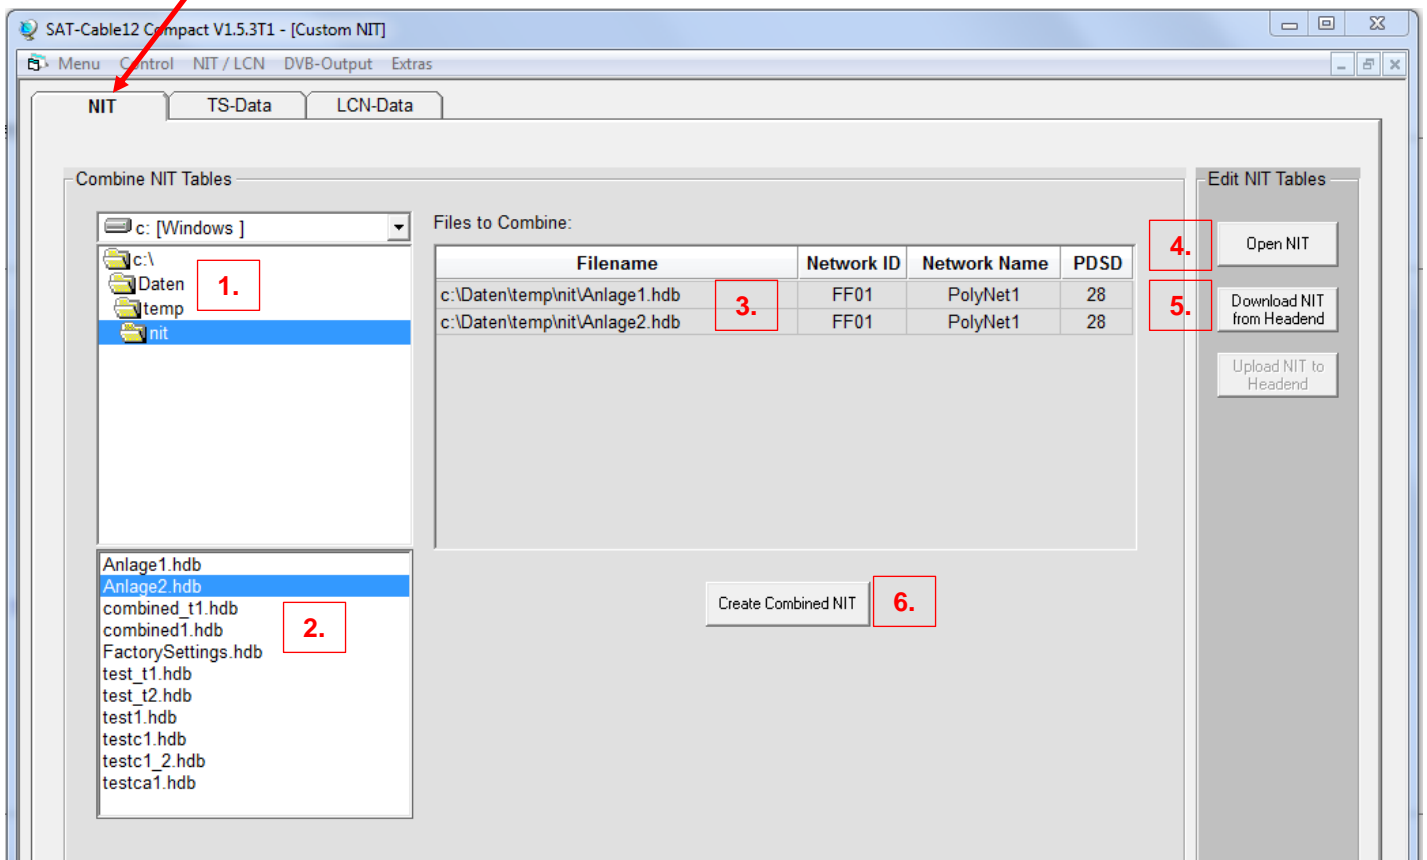 SAT-Cable12 Compact V1.5.3T1 - [Custom NIT]
Menu Control NIT / LCN DVB-Output Extras
NIT TS-Data LCN-Data
Combine NIT Tables
c: [Windows ]
c:\
Daten
temp
nit
1.
Anlage1.hdb
Anlage2.hdb
combined_t1.hdb
combined1.hdb
FactorySettings.hdb
test_t1.hdb
test_t2.hdb
test1.hdb
testc1.hdb
testc1_2.hdb
testca1.hdb
2.
Files to Combine:
Filename Network ID Network Name PDSD
c:\Daten\temp\nit\Anlage1.hdb FF01 PolyNet1 28
c:\Daten\temp\nit\Anlage2.hdb FF01 PolyNet1 28
3.
Create Combined NIT
6.
Edit NIT Tables
4.
Open NIT
5.
Download NIT
from Headend
Upload NIT to
Headend